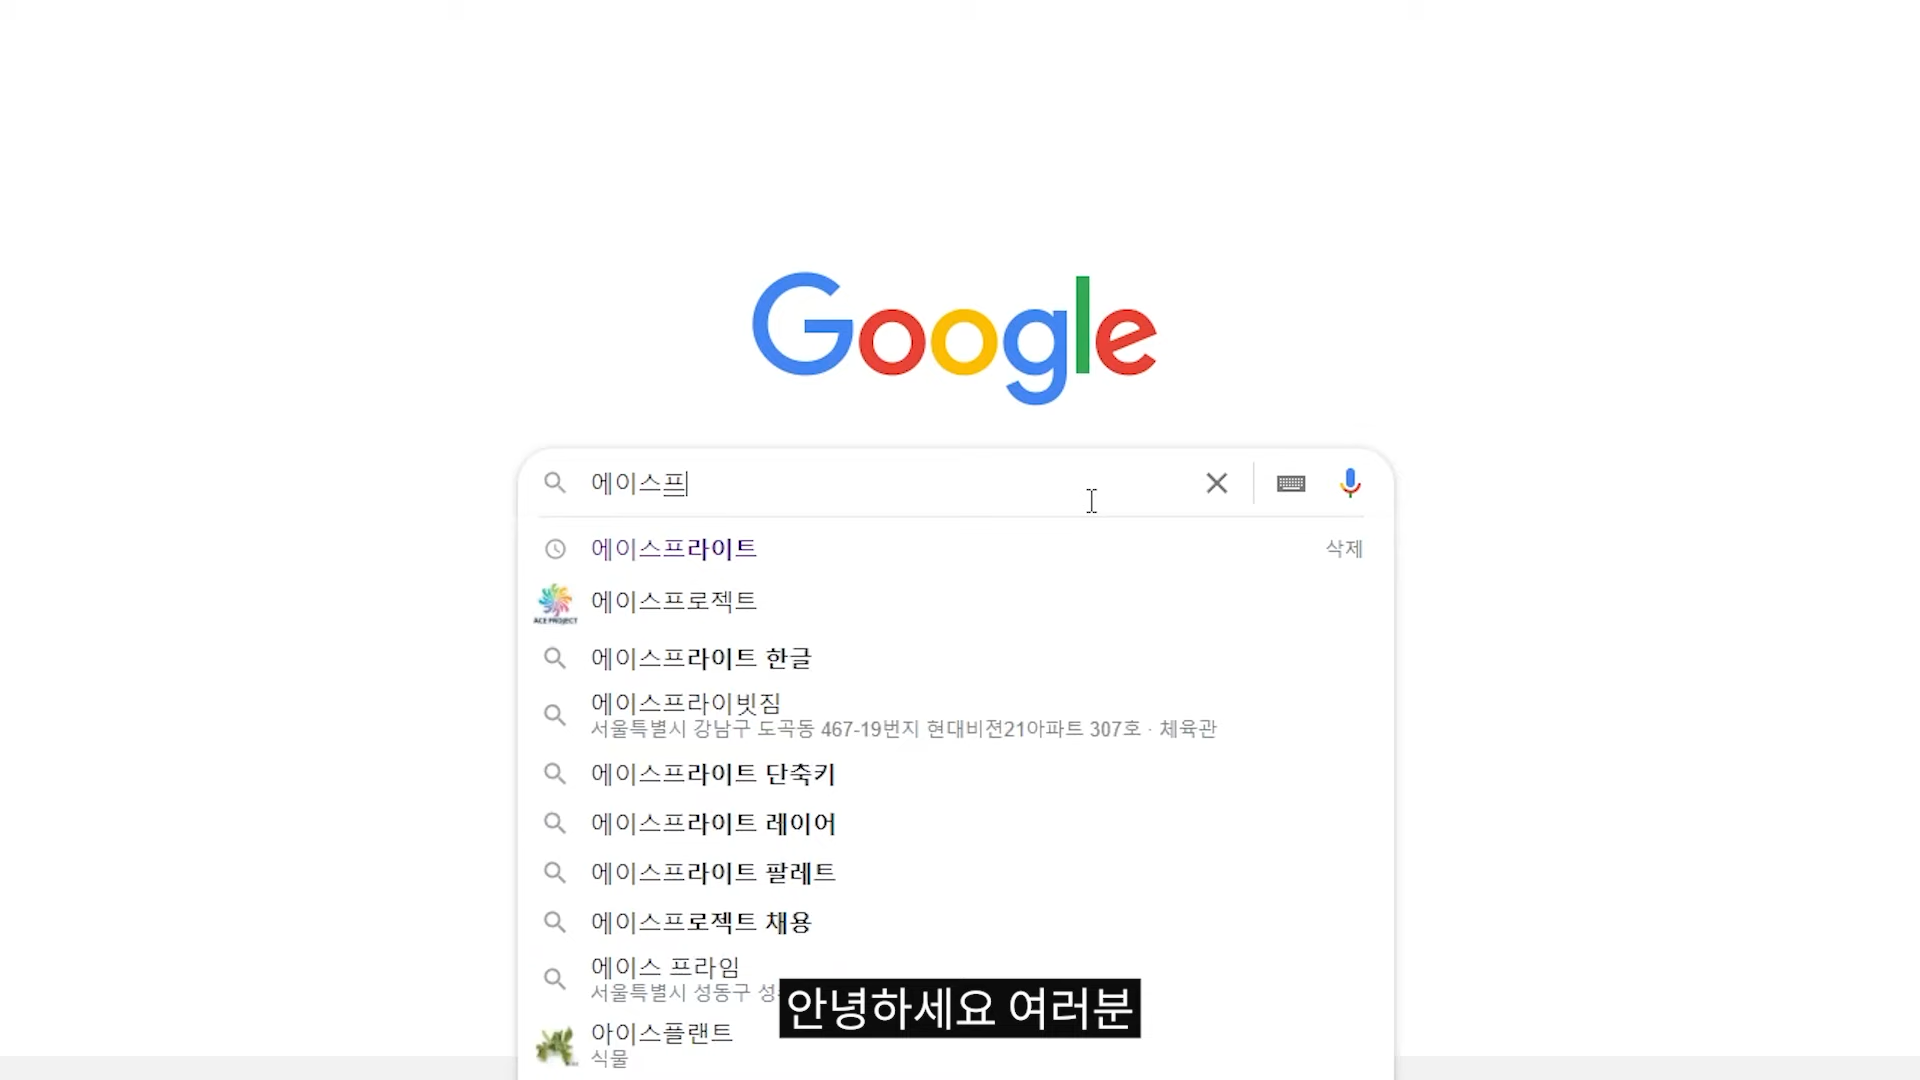 Google
에이스프
에이스프라이트
삭제
ACE PROJECT
에이스프로젝트
에이스프라이트 한글
에이스프라이빗짐
서울특별시 강남구 도곡동 467-19번지 현대비젼21아파트 307호 · 체육관
에이스프라이트 단축키
에이스프라이트 레이어
에이스프라이트 팔레트
에이스프로젝트 채용
에이스 프라임
서울특별시 성동구
안녕하세요 여러분
아이스플랜트
식물